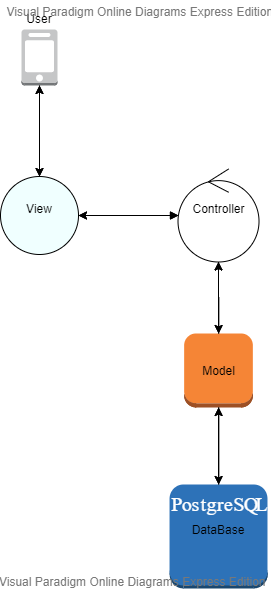 Visual Paradigm Online Diagrams Express Edition
User
View
Controller
Model
PostgreSQL
DataBase
Visual Paradigm Online Diagrams Express Edition